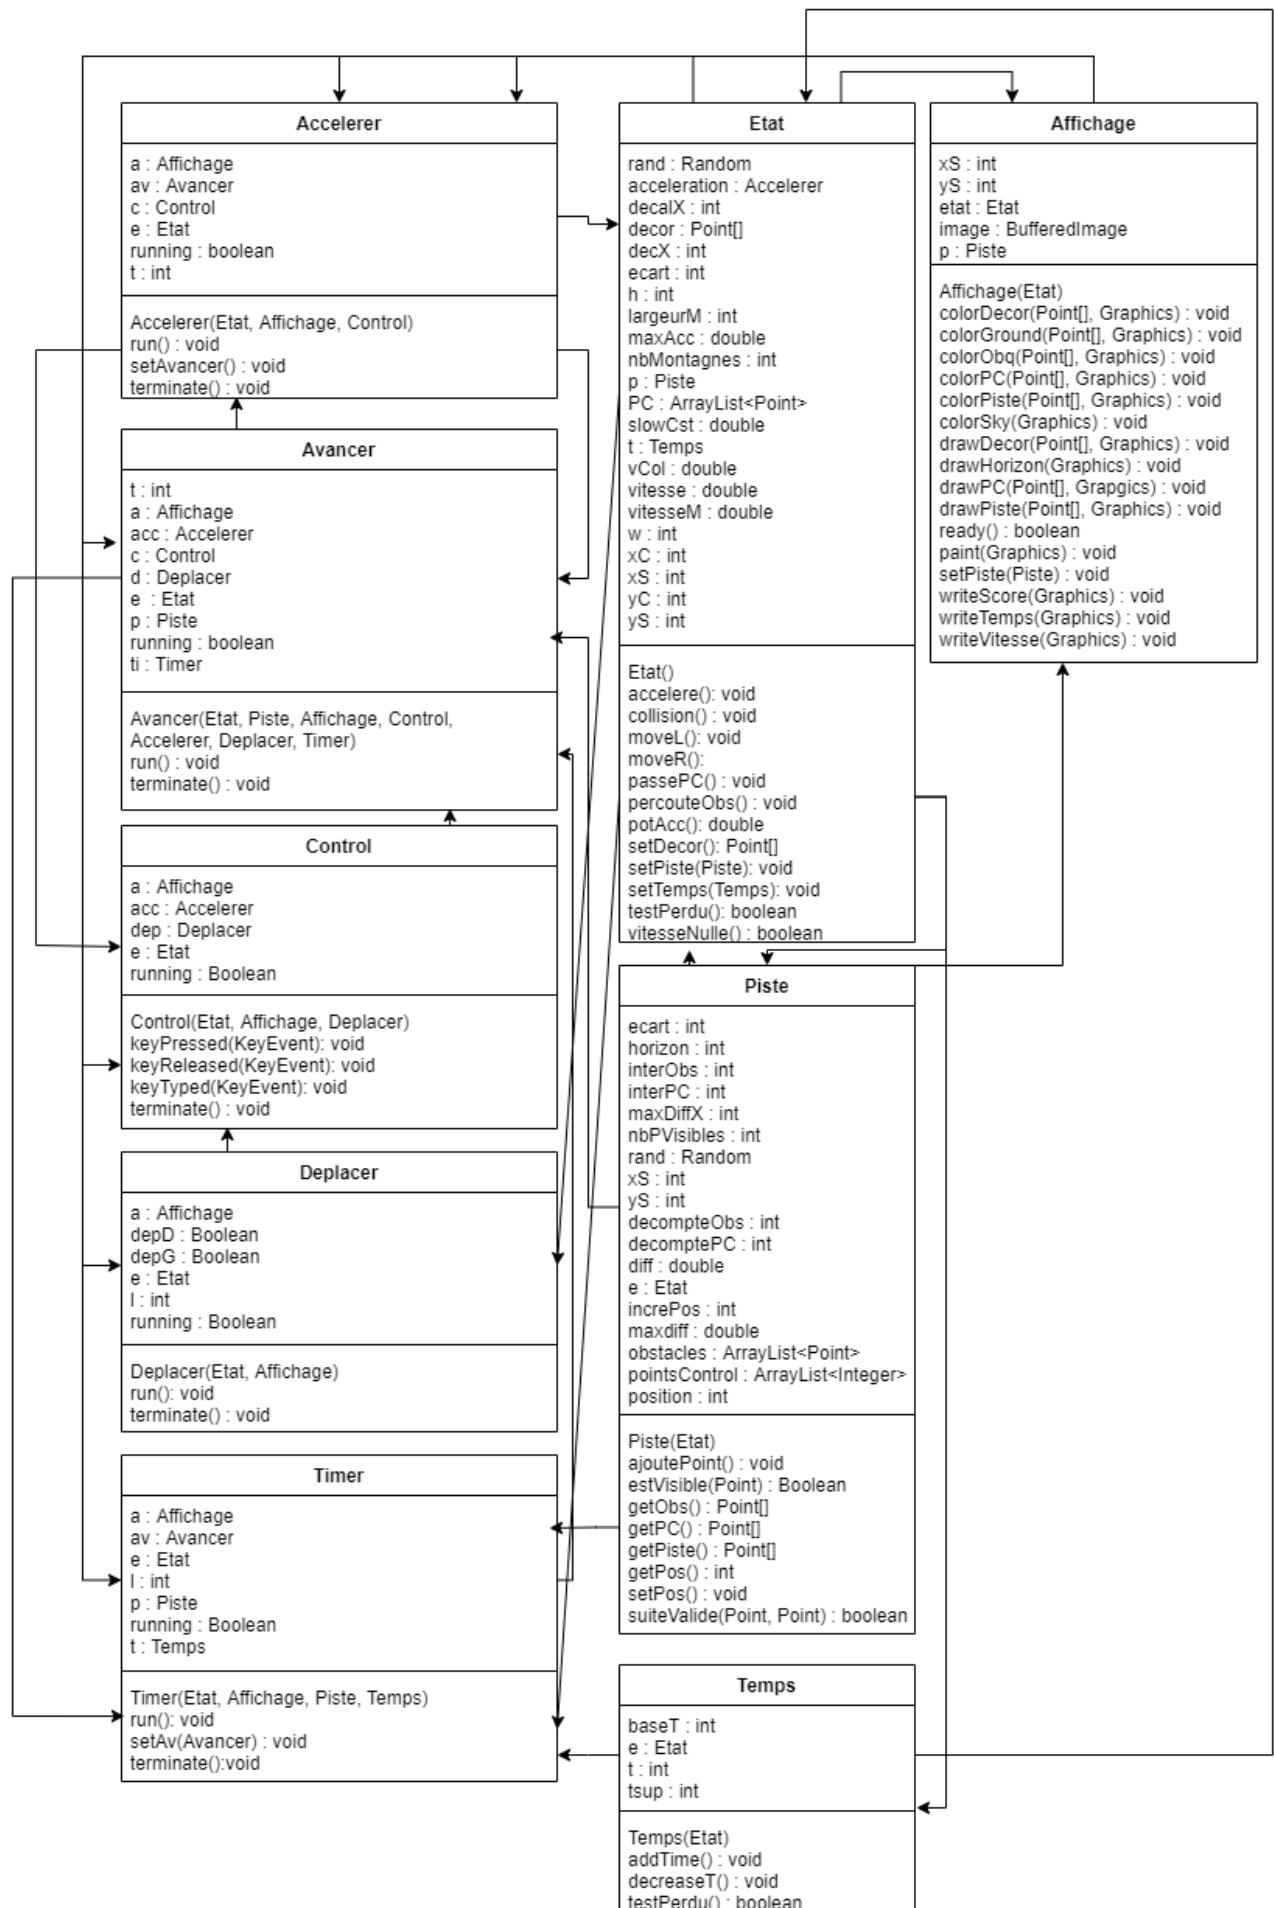 Accelerer
a : Affichage
av : Avancer
c : Control
e : Etat
running : boolean
t : int
Accelerer(Etat, Affichage, Control)
run() : void
setAvancer() : void
terminate() : void
Avancer
t : int
a : Affichage
acc : Accelerer
c : Control
d : Deplacer
e : Etat
p : Piste
running : boolean
ti : Timer
Avancer(Etat, Piste, Affichage, Control,
Accelerer, Deplacer, Timer)
run() : void
terminate() : void
Control
a : Affichage
acc : Accelerer
dep : Deplacer
e : Etat
running : Boolean
Control(Etat, Affichage, Deplacer)
keyPressed(KeyEvent): void
keyReleased(KeyEvent): void
keyTyped(KeyEvent): void
terminate() : void
Deplacer
a : Affichage
depD : Boolean
depG : Boolean
e : Etat
l : int
running : Boolean
Deplacer(Etat, Affichage)
run(): void
terminate() : void
Timer
a : Affichage
av : Avancer
e : Etat
l : int
p : Piste
running : Boolean
t : Temps
Timer(Etat, Affichage, Piste, Temps)
run(): void
setAv(Avancer) : void
terminate():void
Etat
rand : Random
acceleration : Accelerer
decalX : int
decor : Point[]
decX : int
ecart : int
h : int
largeurM : int
maxAcc : double
nbMontagnes : int
p : Piste
PC : ArrayList<Point>
slowCst : double
t : Temps
vCol : double
vitesse : double
vitesseM : double
w : int
xC : int
xS : int
yC : int
yS : int
Etat()
accelere(): void
collision() : void
moveL(): void
moveR():
passePC() : void
percouteObs() : void
potAcc(): double
setDecor(): Point[]
setPiste(Piste): void
setTemps(Temps): void
testPerdu(): boolean
vitesseNulle() : boolean
Piste
ecart : int
horizon : int
interObs : int
interPC : int
maxDiffX : int
nbPVisibles : int
rand : Random
xS : int
yS : int
decompteObs : int
decomptePC : int
diff : double
e : Etat
increPos : int
maxdiff : double
obstacles : ArrayList<Point>
pointsControl : ArrayList<Integer>
position : int
Piste(Etat)
ajoutePoint() : void
estVisible(Point) : Boolean
getObs() : Point[]
getPC() : Point[]
getPiste() : Point[]
getPos() : int
setPos() : void
suiteValide(Point, Point) : boolean
Temps
baseT : int
e : Etat
t : int
tsup : int
Temps(Etat)
addTime() : void
decreaseT() : void
testPerdu() : boolean
Affichage
xS : int
yS : int
etat : Etat
image : BufferedImage
p : Piste
Affichage(Etat)
colorDecor(Point[], Graphics) : void
colorGround(Point[], Graphics) : void
colorObq(Point[], Graphics) : void
colorPC(Point[], Graphics) : void
colorPiste(Point[], Graphics) : void
colorSky(Graphics) : void
drawDecor(Point[], Graphics) : void
drawHorizon(Graphics) : void
drawPC(Point[], Grapgics) : void
drawPiste(Point[], Graphics) : void
ready() : boolean
paint(Graphics) : void
setPiste(Piste) : void
writeScore(Graphics) : void
writeTemps(Graphics) : void
writeVitesse(Graphics) : void